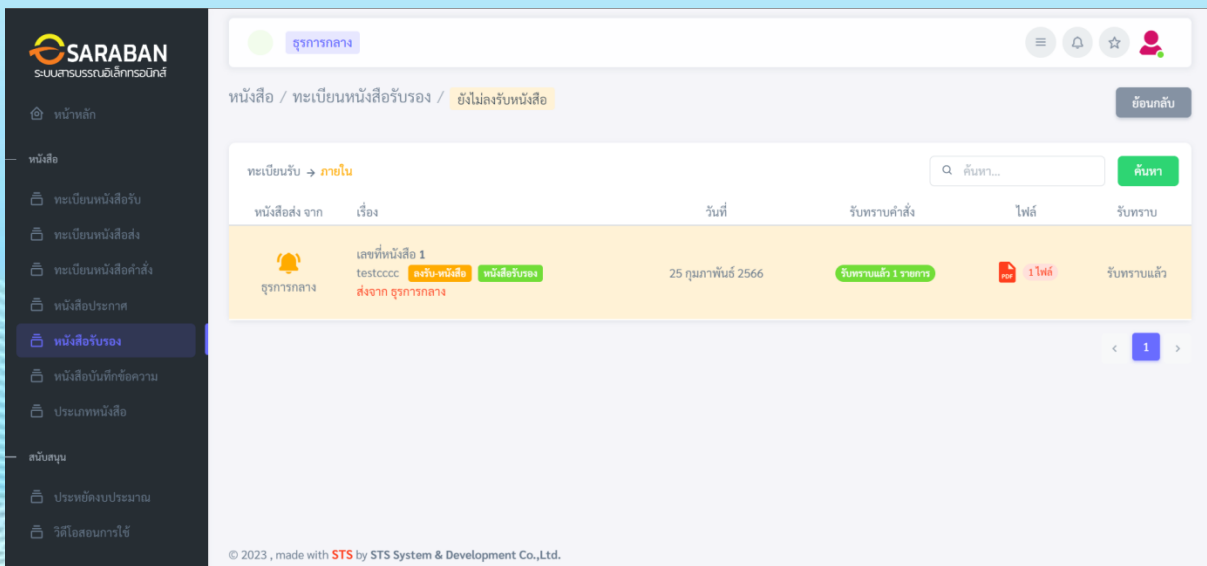 SARABAN
ระบบสารบรรณอิเล็กทรอนิกส์
หน้าหลัก
หนังสือ
ทะเบียนหนังสือรับ
ทะเบียนหนังสือส่ง
ทะเบียนหนังสือคำสั่ง
หนังสือประกาศ
หนังสือรับรอง
หนังสือบันทึกข้อความ
ประเภทหนังสือ
สนับสนุน
ประหยัดงบประมาณ
วิดีโอสอนการใช้
ธุรการกลาง
หนังสือ / ทะเบียนหนังสือรับรอง / ยังไม่ลงรับหนังสือ
ย้อนกลับ
ทะเบียนรับ → ภายใน
ค้นหา...
ค้นหา
หนังสือส่ง จาก เรื่อง วันที่ รับทราบคำสั่ง ไฟล์ รับทราบ
เลขที่หนังสือ 1
testcccc ลงรับ-หนังสือ หนังสือรับรอง
ส่งจาก ธุรการกลาง
ธุรการกลาง
25 กุมภาพันธ์ 2566
รับทราบแล้ว 1 รายการ
PDF 1 ไฟล์
รับทราบแล้ว
< 1 >
© 2023 , made with STS by STS System & Development Co.,Ltd.